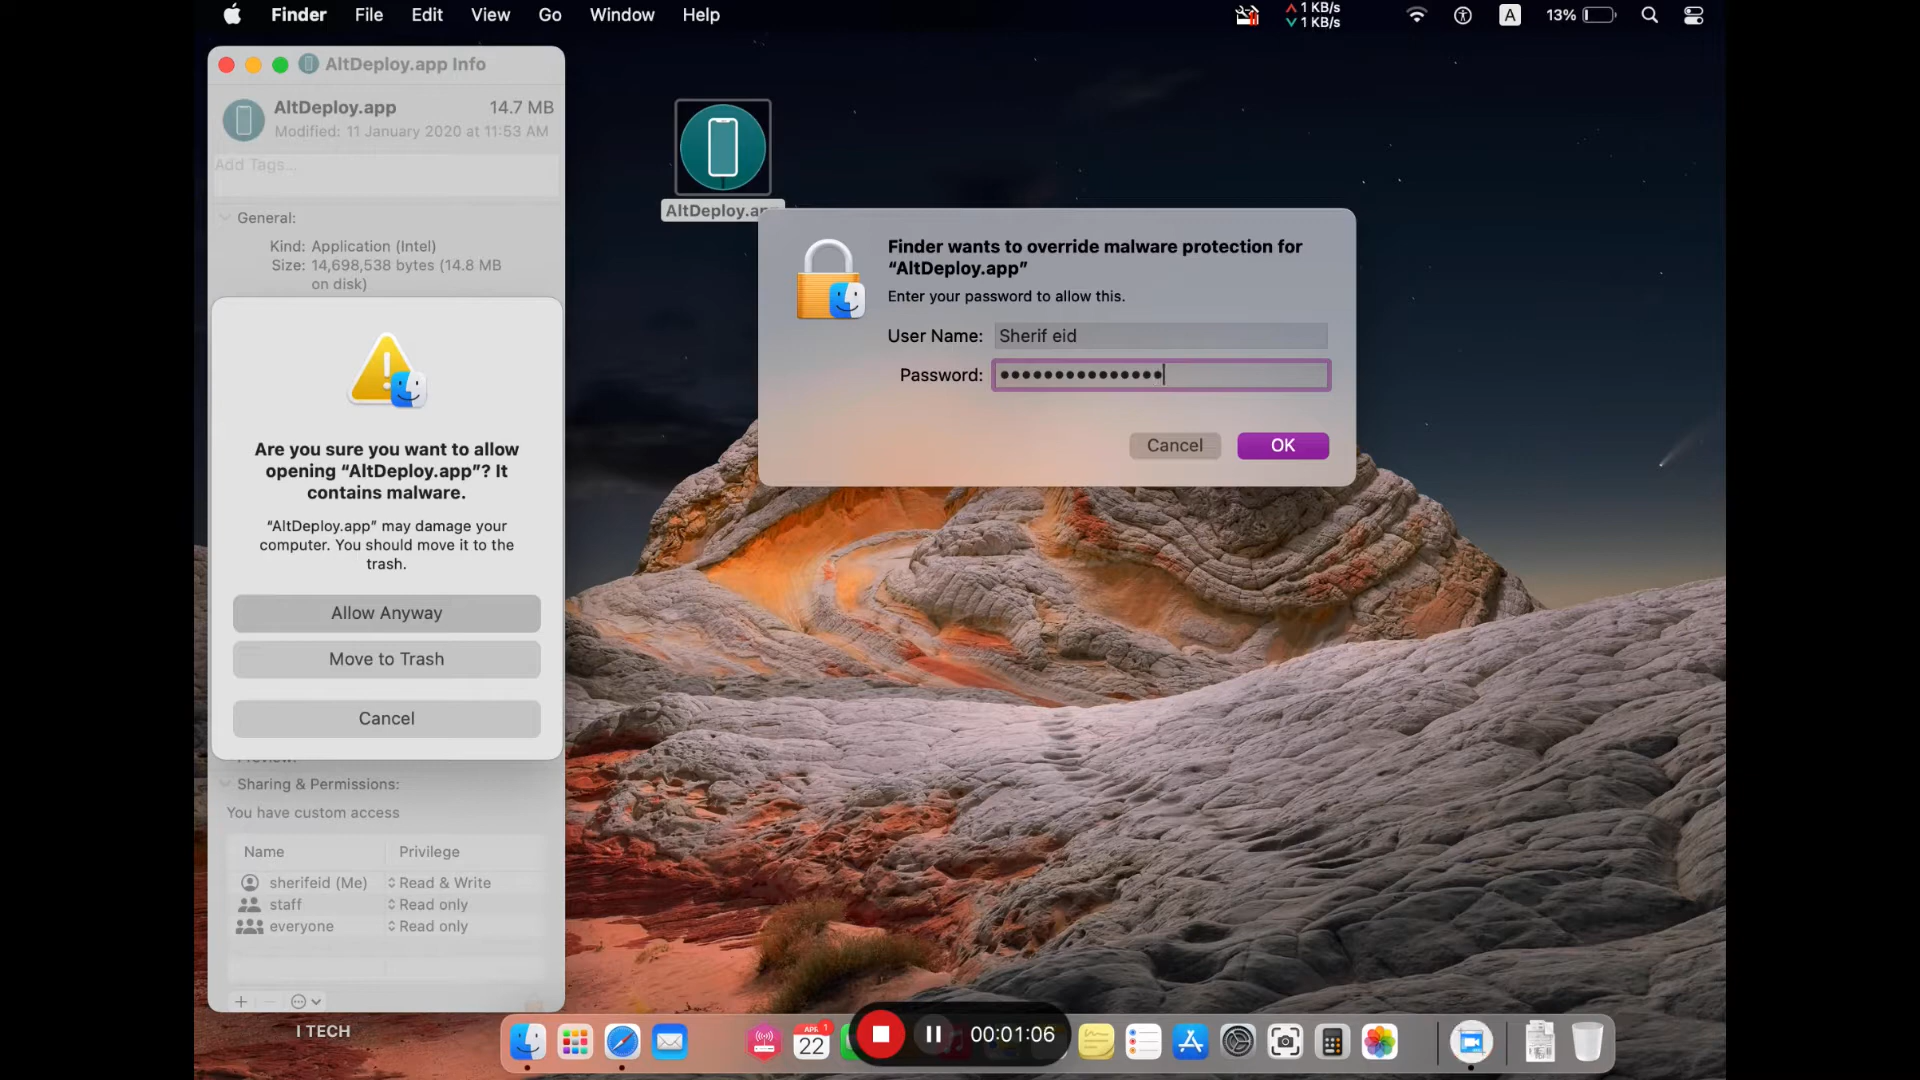 Finder File Edit View Go Window Help
1 KB/s
1 KB/s
A
13%
AltDeploy.app Info
AltDeploy.app 14.7 MB
Modified: 11 January 2020 at 11:53 AM
Add Tags...
General:
Kind: Application (Intel)
Size: 14,698,538 bytes (14.8 MB
on disk)
Are you sure you want to allow
opening “AltDeploy.app”? It
contains malware.
“AltDeploy.app” may damage your
computer. You should move it to the
trash.
Allow Anyway
Move to Trash
Cancel
Preview:
Sharing & Permissions:
You have custom access
Name Privilege
sherifeid (Me) Read & Write
staff Read only
everyone Read only
I TECH
AltDeploy.ap
Finder wants to override malware protection for
“AltDeploy.app”
Enter your password to allow this.
User Name: Sherif eid
Password:
Cancel OK
APR
1
22
00:01:06